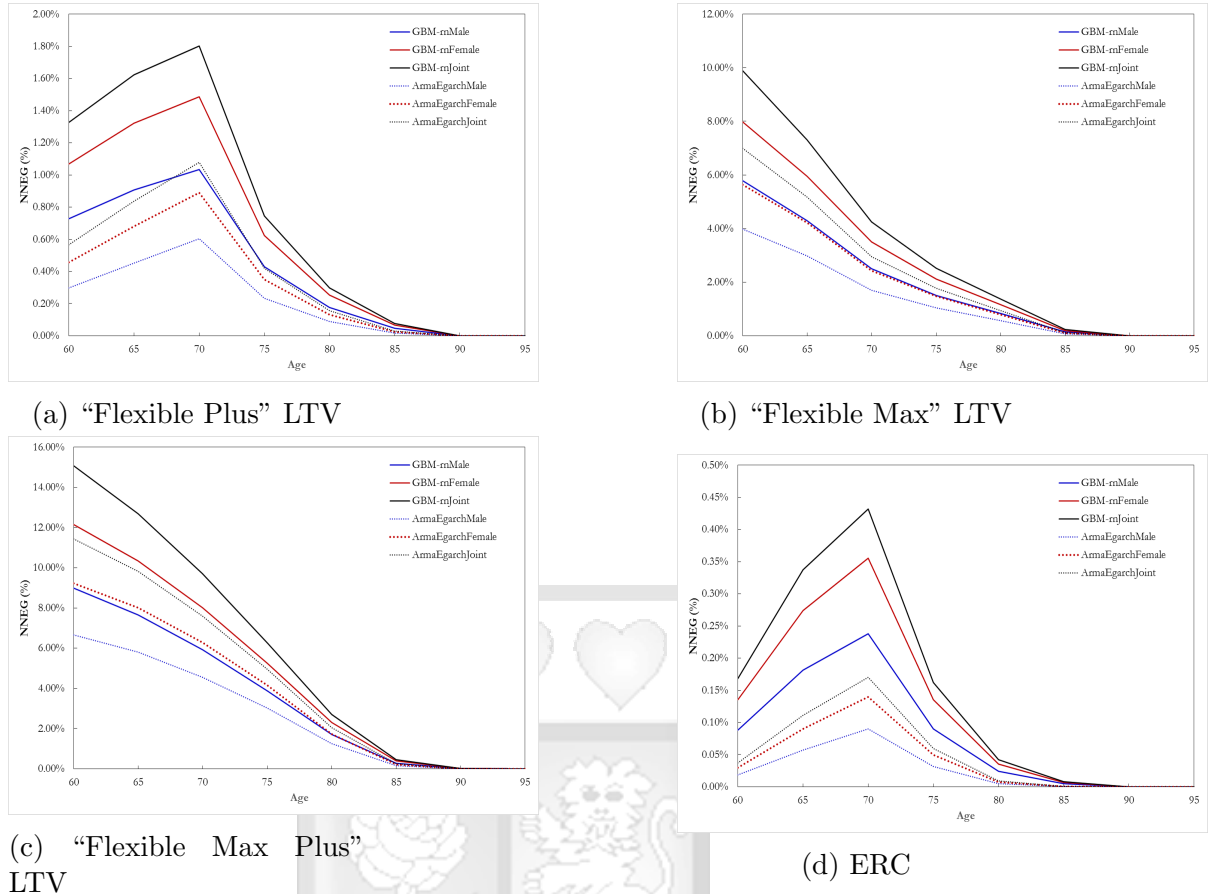 2.00%
1.80%
1.60%
1.40%
1.20%
1.00%
0.80%
0.60%
0.40%
0.20%
0.00%
NNEG (%)
60 65 70 75 80 85 90 95
Age
GBM-rnMale
GBM-rnFemale
GBM-rnJoint
ArmaEgarchMale
ArmaEgarchFemale
ArmaEgarchJoint
(a) “Flexible Plus” LTV
12.00%
10.00%
8.00%
6.00%
4.00%
2.00%
0.00%
NNEG (%)
60 65 70 75 80 85 90 95
Age
GBM-rnMale
GBM-rnFemale
GBM-rnJoint
ArmaEgarchMale
ArmaEgarchFemale
ArmaEgarchJoint
(b) “Flexible Max” LTV
16.00%
14.00%
12.00%
10.00%
8.00%
6.00%
4.00%
2.00%
0.00%
NNEG (%)
60 65 70 75 80 85 90 95
Age
GBM-rnMale
GBM-rnFemale
GBM-rnJoint
ArmaEgarchMale
ArmaEgarchFemale
ArmaEgarchJoint
(c) “Flexible Max Plus”
LTV
0.50%
0.45%
0.40%
0.35%
0.30%
0.25%
0.20%
0.15%
0.10%
0.05%
0.00%
NNEG (%)
60 65 70 75 80 85 90 95
Age
GBM-rnMale
GBM-rnFemale
GBM-rnJoint
ArmaEgarchMale
ArmaEgarchFemale
ArmaEgarchJoint
(d) ERC